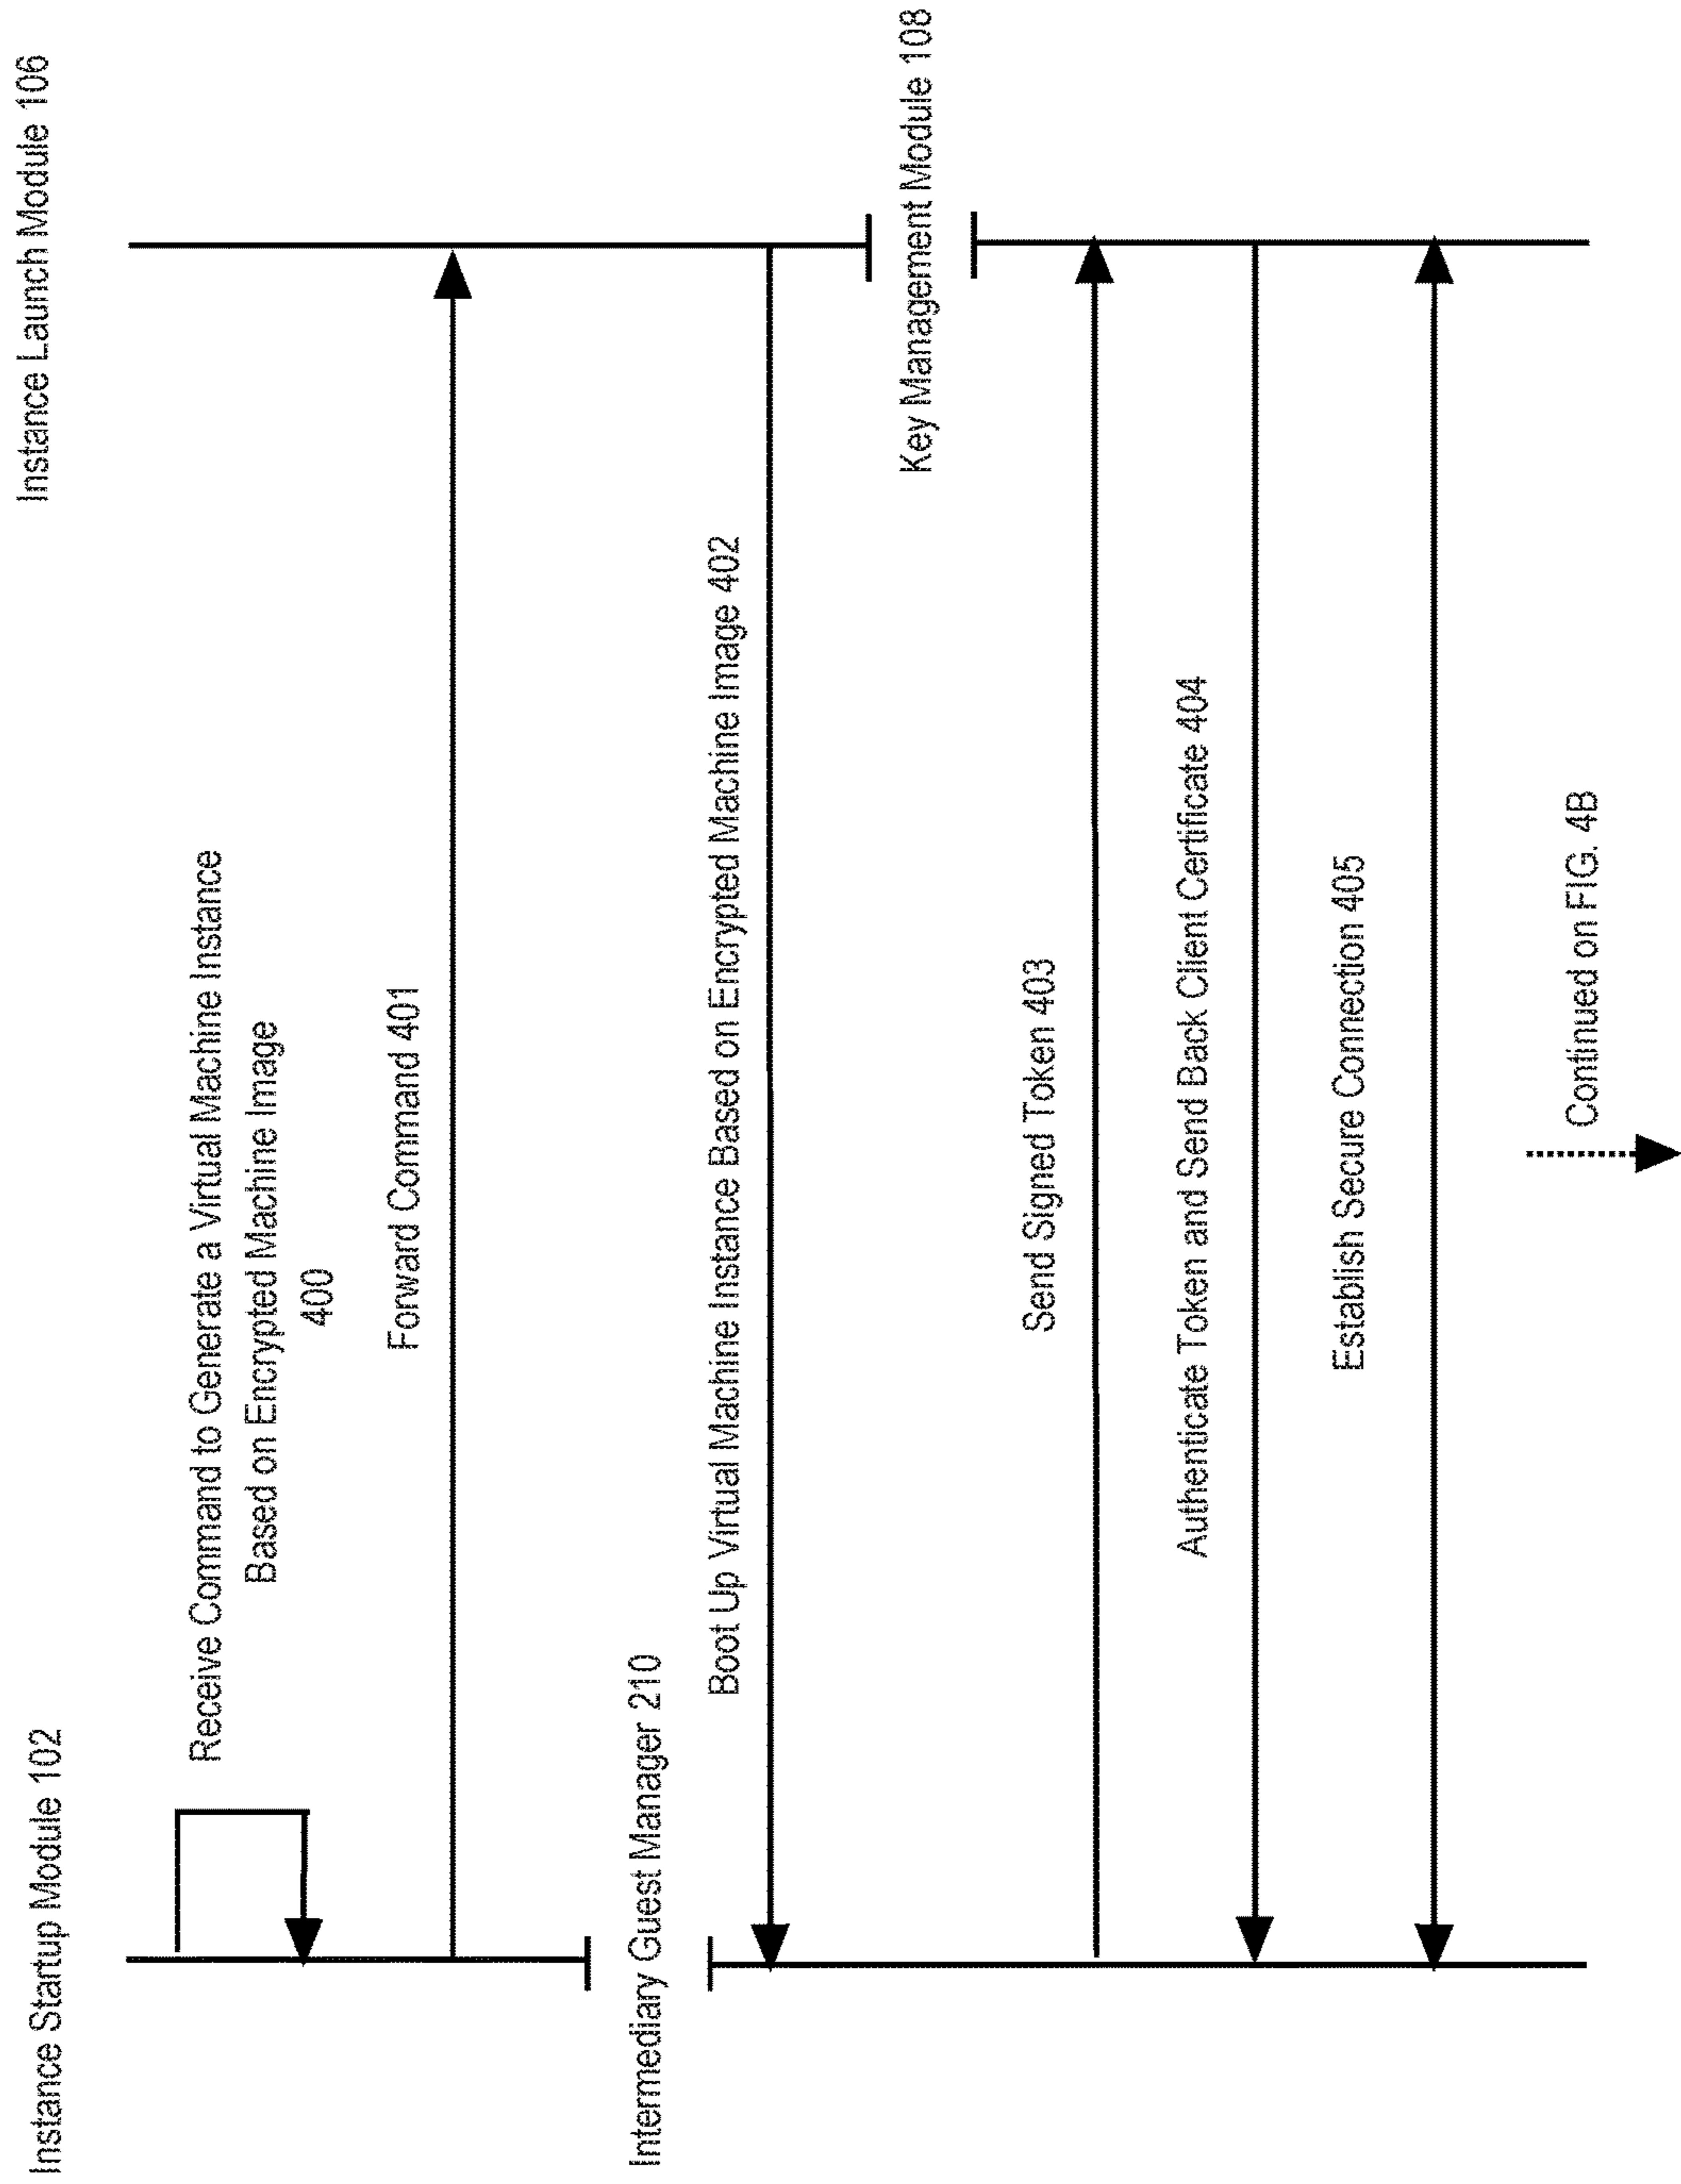 Instance Startup Module 102
Instance Launch Module 106
Receive Command to Generate a Virtual Machine Instance
Based on Encrypted Machine Image
400
Forward Command 401
Intermediary Guest Manager 210
Boot Up Virtual Machine Instance Based on Encrypted Machine Image 402
Key Management Module 108
Send Signed Token 403
Authenticate Token and Send Back Client Certificate 404
Establish Secure Connection 405
Continued on FIG. 4B